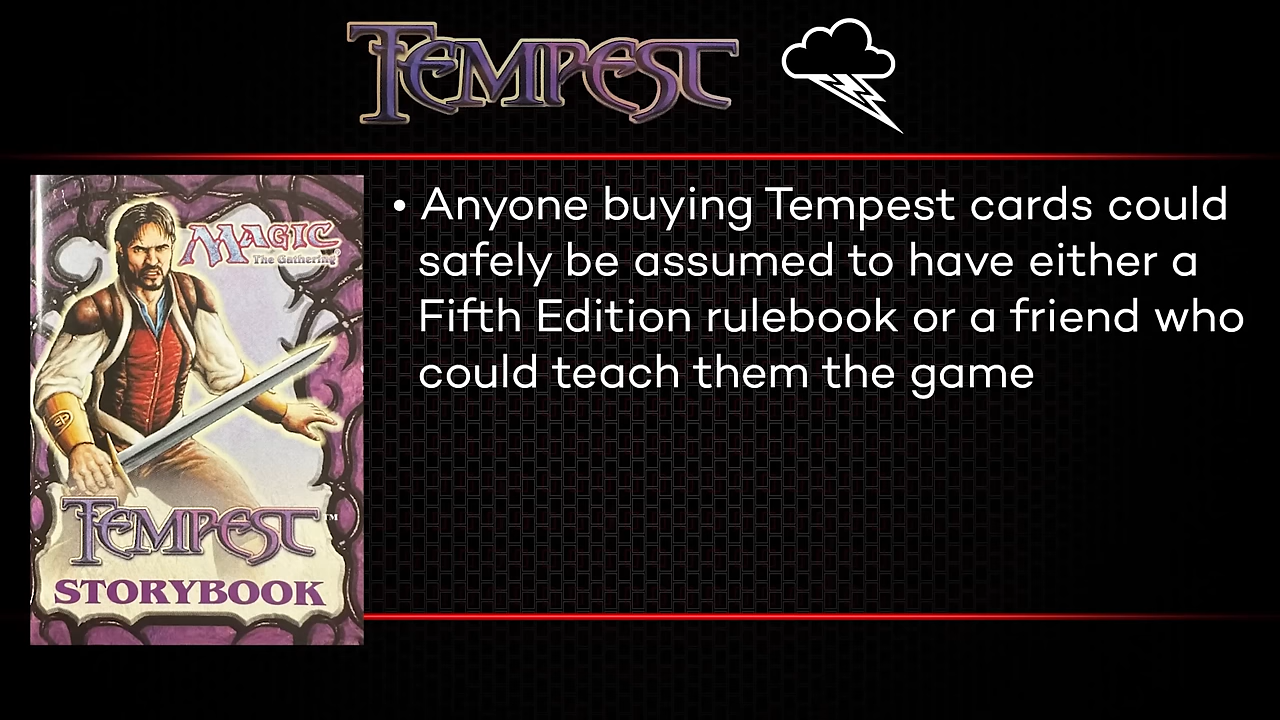 TEMPEST
MAGIC
The Gathering®
TEMPEST™
STORYBOOK
• Anyone buying Tempest cards could
safely be assumed to have either a
Fifth Edition rulebook or a friend who
could teach them the game